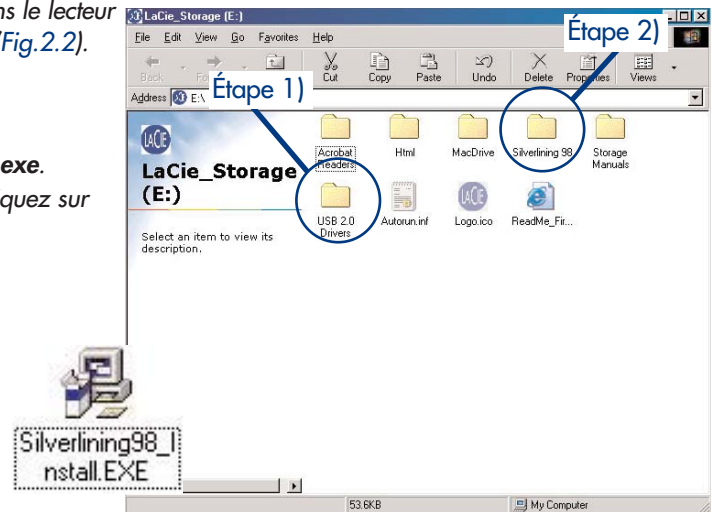 ns le lecteur
(Fig.2.2).
exe.
quez sur
LaCie_Storage (E:)
Étape 2)
File Edit View Go Favorites Help
Back Cut Copy Paste Undo Delete Properties Views
Étape 1)
Address E:\
LACIE
LaCie_Storage
(E:)
Select an item to view its
description.
Acrobat
Readers
Html
MacDrive
Silverlining 98
Storage
Manuals
USB 2.0
Drivers
Autorun.inf
LACIE
Logo.ico
ReadMe_Fir...
Silverlining98_I
nstall.EXE
53.6KB
My Computer